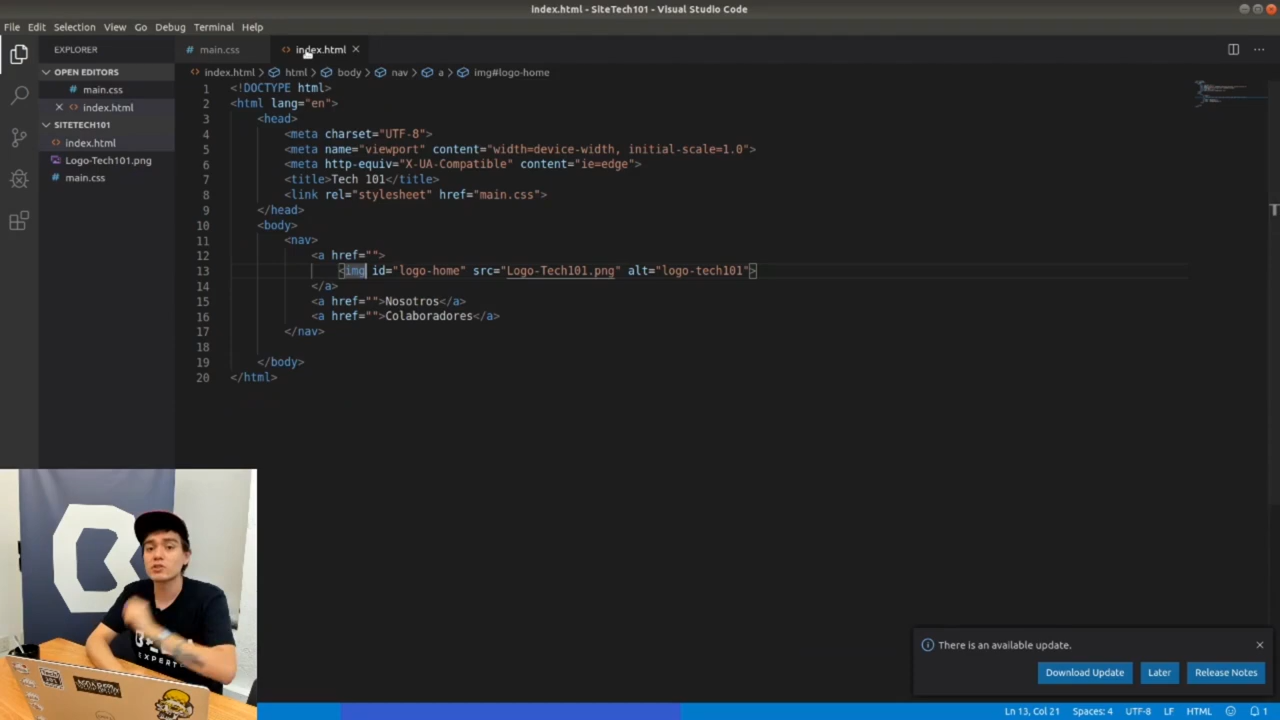 index.html - SiteTech101 - Visual Studio Code
File Edit Selection View Go Debug Terminal Help
EXPLORER
# main.css
<> index.html ×
OPEN EDITORS
# main.css
× <> index.html
SITETECH101
<> index.html
Logo-Tech101.png
# main.css
<> index.html > html > body > nav > a > img#logo-home
1 <!DOCTYPE html>
2 <html lang="en">
3 <head>
4 <meta charset="UTF-8">
5 <meta name="viewport" content="width=device-width, initial-scale=1.0">
6 <meta http-equiv="X-UA-Compatible" content="ie=edge">
7 <title>Tech 101</title>
8 <link rel="stylesheet" href="main.css">
9 </head>
10 <body>
11 <nav>
12 <a href="">
13 <img id="logo-home" src="Logo-Tech101.png" alt="logo-tech101">
14 </a>
15 <a href="">Nosotros</a>
16 <a href="">Colaboradores</a>
17 </nav>
18
19 </body>
20 </html>
EXPERT
There is an available update.
Download Update Later Release Notes
Ln 13, Col 21 Spaces: 4 UTF-8 LF HTML 1